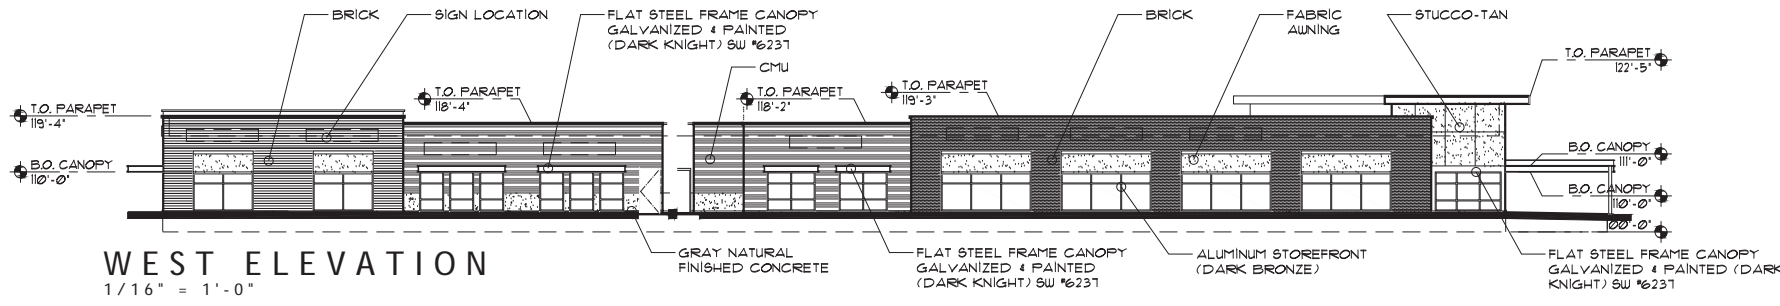 BRICK
SIGN LOCATION
FLAT STEEL FRAME CANOPY
GALVANIZED & PAINTED
(DARK KNIGHT) SW #6237
BRICK
FABRIC
AWNING
STUCCO-TAN
T.O. PARAPET
122'-5"
CMU
T.O. PARAPET
118'-4"
T.O. PARAPET
118'-2"
T.O. PARAPET
119'-3"
T.O. PARAPET
119'-4"
B.O. CANOPY
110'-0"
B.O. CANOPY
111'-0"
B.O. CANOPY
110'-0"
00'-0"
GRAY NATURAL
FINISHED CONCRETE
FLAT STEEL FRAME CANOPY
GALVANIZED & PAINTED
(DARK KNIGHT) SW #6237
ALUMINUM STOREFRONT
(DARK BRONZE)
FLAT STEEL FRAME CANOPY
GALVANIZED & PAINTED (DARK
KNIGHT) SW #6237
WEST ELEVATION
1/16" = 1'-0"